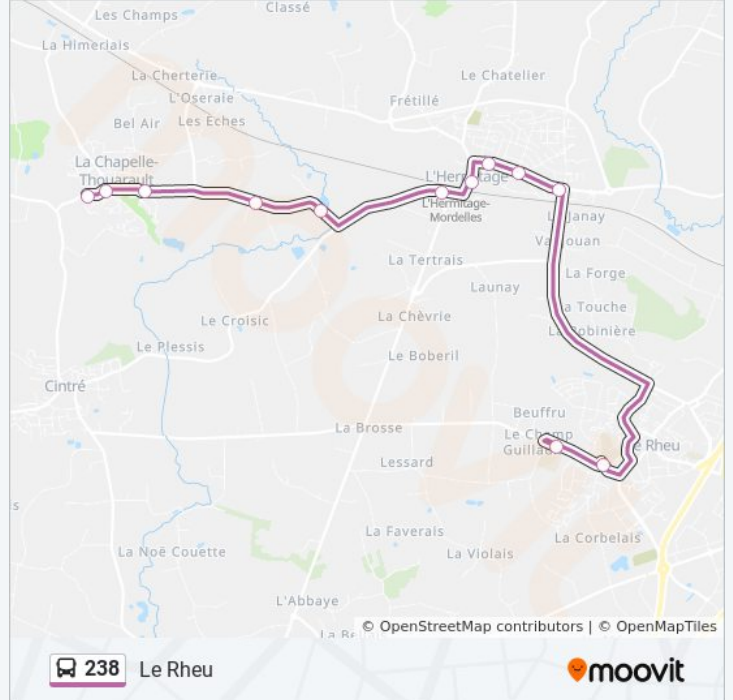 Classé
Les Champs
La Himerlais
La Cherterie
Le Chatelier
L'Oseraie
Frétillé
Bel Air
Les Èches
La Chapelle-
Thouarault
L'Hermitage
L'Hermitage-
Mordelles
Le Janay
Vaujouan
La Tertrais
La Forge
Launay
La Touche
Le Croisic
La Chèvrie
La Robinière
Le Plessis
Le Boberil
Cintré
Beuffru
La Brosse
Le Champ
Guillaume
Le Rheu
Lessard
s
La Faverais
La Corbelais
La Noë Couette
La Violais
L'Abbaye
© OpenStreetMap contributors | © OpenMapTiles
238 Le Rheu
moovit